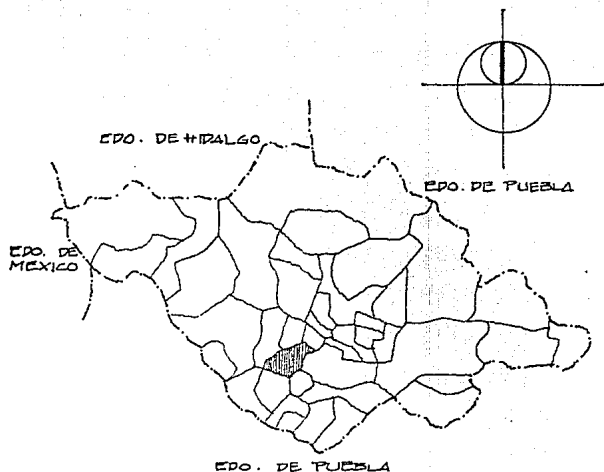 EDO. DE HIDALGO
EDO. DE PUEBLA
EDO. DE
MEXICO
EDO. DE PUEBLA